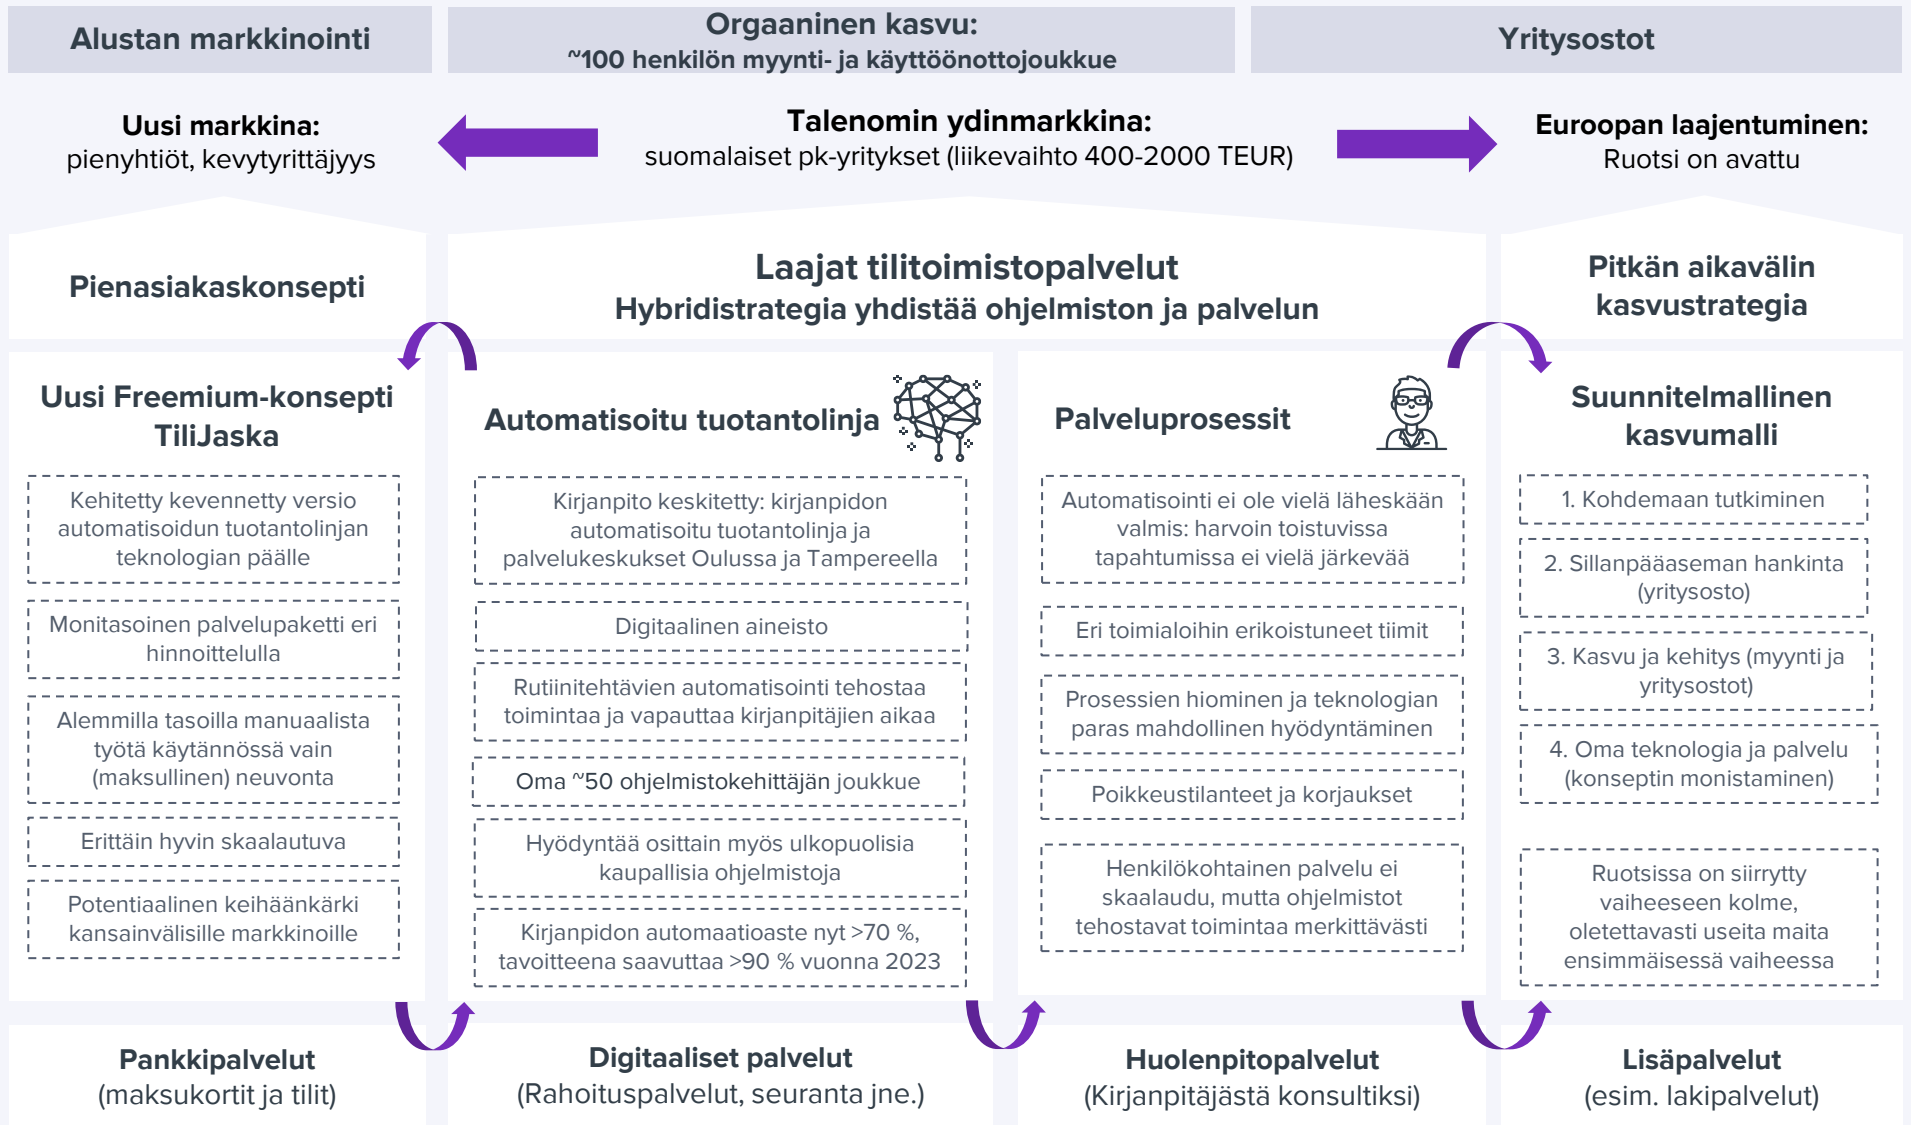 Alustan markkinointi
Orgaaninen kasvu:
~100 henkilön myynti- ja käyttöönottojoukkue
Yritysostot
Uusi markkina:
pienyhtiöt, kevytyrittäjyys
Talenomin ydinmarkkina:
suomalaiset pk-yritykset (liikevaihto 400-2000 TEUR)
Euroopan laajentuminen:
Ruotsi on avattu
Pienasiakaskonsepti
Laajat tilitoimistopalvelut
Hybridistrategia yhdistää ohjelmiston ja palvelun
Pitkän aikavälin
kasvustrategia
Uusi Freemium-konsepti
TiliJaska
Kehitetty kevennetty versio
automatisoidun tuotantolinjan
teknologian päälle
Monitasoinen palvelupaketti eri
hinnoittelulla
Alemmilla tasoilla manuaalista
työtä käytännössä vain
(maksullinen) neuvonta
Erittäin hyvin skaalautuva
Potentiaalinen keihäänkärki
kansainvälisille markkinoille
Automatisoitu tuotantolinja
Kirjanpito keskitetty: kirjanpidon
automatisoitu tuotantolinja ja
palvelukeskukset Oulussa ja Tampereella
Digitaalinen aineisto
Rutiinitehtävien automatisointi tehostaa
toimintaa ja vapauttaa kirjanpitäjien aikaa
Oma ~50 ohjelmistokehittäjän joukkue
Hyödyntää osittain myös ulkopuolisia
kaupallisia ohjelmistoja
Kirjanpidon automaatioaste nyt >70 %,
tavoitteena saavuttaa >90 % vuonna 2023
Palveluprosessit
Automatisointi ei ole vielä läheskään
valmis: harvoin toistuvissa
tapahtumissa ei vielä järkevää
Eri toimialoihin erikoistuneet tiimit
Prosessien hiominen ja teknologian
paras mahdollinen hyödyntäminen
Poikkeustilanteet ja korjaukset
Henkilökohtainen palvelu ei
skaalaudu, mutta ohjelmistot
tehostavat toimintaa merkittävästi
Suunnitelmallinen
kasvumalli
1. Kohdemaan tutkiminen
2. Sillanpääaseman hankinta
(yritysosto)
3. Kasvu ja kehitys (myynti ja
yritysostot)
4. Oma teknologia ja palvelu
(konseptin monistaminen)
Ruotsissa on siirrytty
vaiheeseen kolme,
oletettavasti useita maita
ensimmäisessä vaiheessa
Pankkipalvelut
(maksukortit ja tilit)
Digitaaliset palvelut
(Rahoituspalvelut, seuranta jne.)
Huolenpitopalvelut
(Kirjanpitäjästä konsultiksi)
Lisäpalvelut
(esim. lakipalvelut)